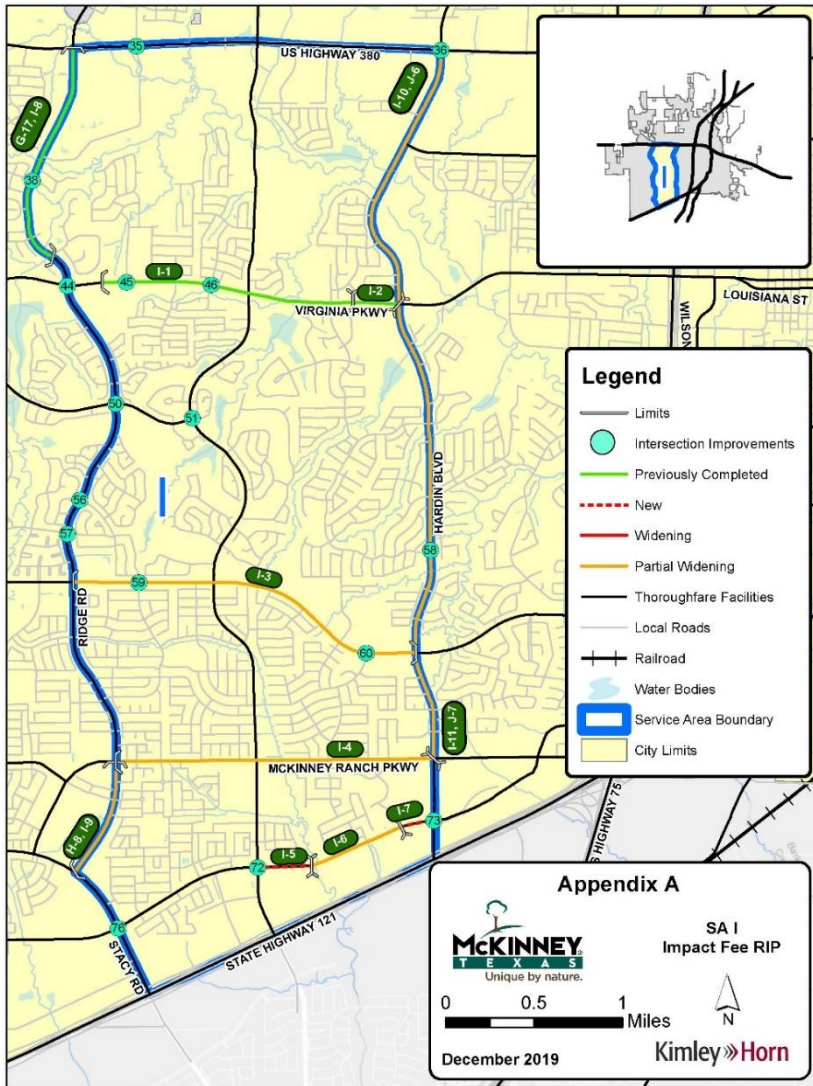 35
US HIGHWAY 380
36
G-17, I-8
I-10, J-6
38
44
45
I-1
46
I-2
VIRGINIA PKWY
LOUISIANA ST
WILSON
50
51
I
56
57
HARDIN BLVD
58
59
I-3
RIDGE RD
60
I-11, J-7
I-4
MCKINNEY RANCH PKWY
H-8, I-9
I-7
73
I-6
I-5
72
76
STACY RD
STATE HIGHWAY 121
S HIGHWAY 75
I
Legend
Limits
Intersection Improvements
Previously Completed
New
Widening
Partial Widening
Thoroughfare Facilities
Local Roads
Railroad
Water Bodies
Service Area Boundary
City Limits
Appendix A
MCKINNEY
TEXAS
Unique by nature.
SA I
Impact Fee RIP
0 0.5 1
Miles
N
December 2019
Kimley»Horn